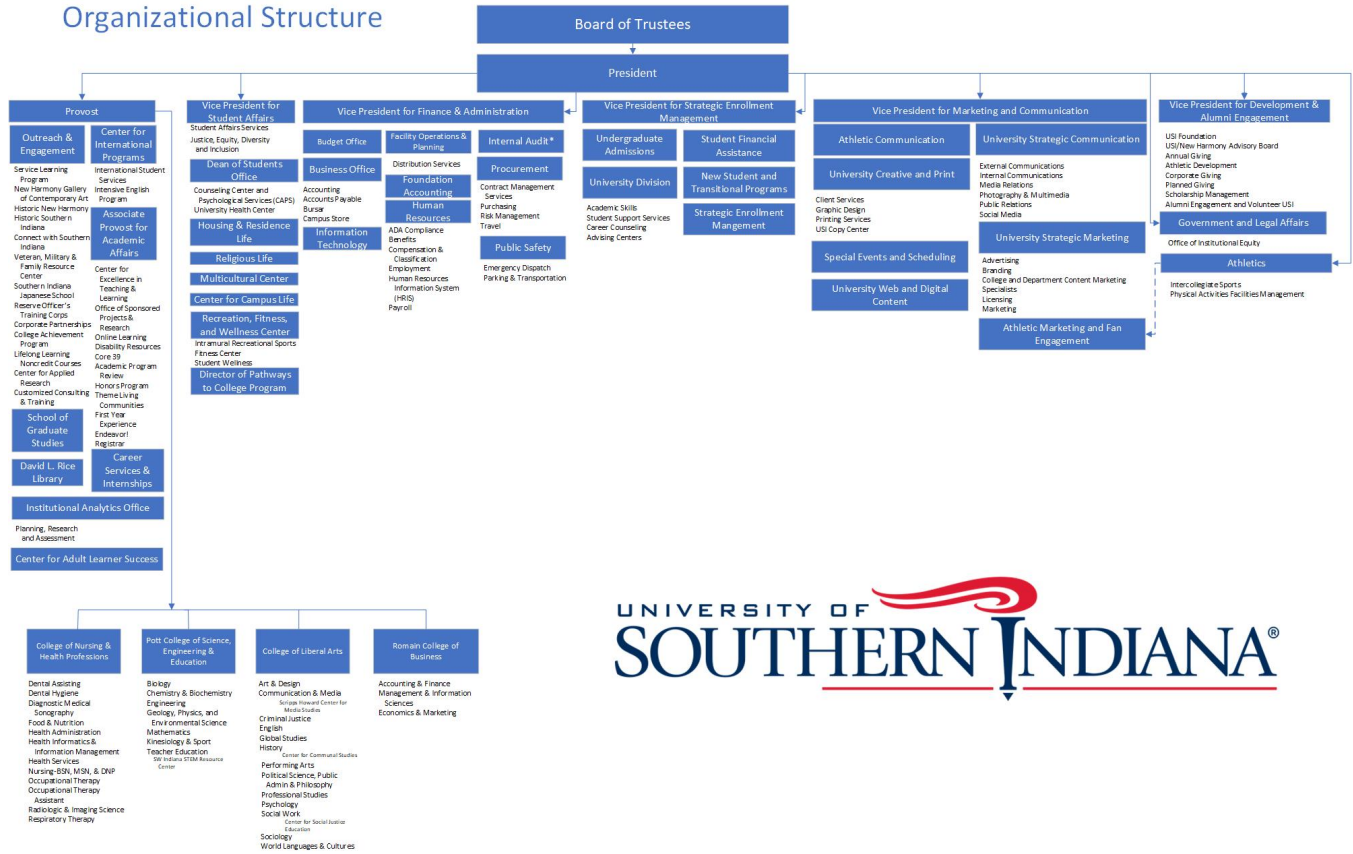 Organizational Structure
Board of Trustees
President
Provost
Outreach &
Engagement
Service Learning
Program
New Harmony Gallery
of Contemporary Art
Historic New Harmony
Historic Southern
Indiana
Connect with Southern
Indiana
Veteran, Military &
Family Resource
Center
Southern Indiana
Japanese School
Reserve Officer's
Training Corps
Corporate Partnerships
College Achievement
Program
Lifelong Learning
Noncredit Courses
Center for Applied
Research
Customized Consulting
& Training
School of
Graduate
Studies
David L. Rice
Library
Center for
International
Programs
International Student
Services
Intensive English
Program
Associate
Provost for
Academic
Affairs
Center for
Excellence in
Teaching &
Learning
Office of Sponsored
Projects &
Research
Online Learning
Disability Resources
Core 39
Academic Program
Review
Honors Program
Theme Living
Communities
First Year
Experience
Endeavor!
Registrar
Career
Services &
Internships
Institutional Analytics Office
Planning, Research
and Assessment
Center for Adult Learner Success
Vice President for
Student Affairs
Student Affairs Services
Justice, Equity, Diversity
and Inclusion
Dean of Students
Office
Counseling Center and
Psychological Services (CAPS)
University Health Center
Housing & Residence
Life
Religious Life
Multicultural Center
Center for Campus Life
Recreation, Fitness,
and Wellness Center
Intramural Recreational Sports
Fitness Center
Student Wellness
Director of Pathways
to College Program
Vice President for Finance & Administration
Budget Office
Business Office
Accounting
Accounts Payable
Bursar
Campus Store
Information
Technology
Facility Operations &
Planning
Distribution Services
Foundation
Accounting
Human
Resources
ADA Compliance
Benefits
Compensation &
Classification
Employment
Human Resources
Information System
(HRIS)
Payroll
Internal Audit*
Procurement
Contract Management
Services
Purchasing
Risk Management
Travel
Public Safety
Emergency Dispatch
Parking & Transportation
Vice President for Strategic Enrollment
Management
Undergraduate
Admissions
University Division
Academic Skills
Student Support Services
Career Counseling
Advising Centers
Student Financial
Assistance
New Student and
Transitional Programs
Strategic Enrollment
Mangement
Vice President for Marketing and Communication
Athletic Communication
University Creative and Print
Client Services
Graphic Design
Printing Services
USI Copy Center
Special Events and Scheduling
University Web and Digital
Content
University Strategic Communication
External Communications
Internal Communications
Media Relations
Photography & Multimedia
Public Relations
Social Media
University Strategic Marketing
Advertising
Branding
College and Department Content Marketing
Specialists
Licensing
Marketing
Athletic Marketing and Fan
Engagement
Vice President for Development &
Alumni Engagement
USI Foundation
USI/New Harmony Advisory Board
Annual Giving
Athletic Development
Corporate Giving
Planned Giving
Scholarship Management
Alumni Engagement and Volunteer USI
Government and Legal Affairs
Office of Institutional Equity
Athletics
Intercollegiate Sports
Physical Activities Facilities Management
College of Nursing &
Health Professions
Dental Assisting
Dental Hygiene
Diagnostic Medical
Sonography
Food & Nutrition
Health Administration
Health Informatics &
Information Management
Health Services
Nursing-BSN, MSN, & DNP
Occupational Therapy
Occupational Therapy
Assistant
Radiologic & Imaging Science
Respiratory Therapy
Pott College of Science,
Engineering &
Education
Biology
Chemistry & Biochemistry
Engineering
Geology, Physics, and
Environmental Science
Mathematics
Kinesiology & Sport
Teacher Education
SW Indiana STEM Resource
Center
College of Liberal Arts
Art & Design
Communication & Media
Scripps Howard Center for
Media Studies
Criminal Justice
English
Global Studies
History
Center for Communal Studies
Performing Arts
Political Science, Public
Admin & Philosophy
Professional Studies
Psychology
Social Work
Center for Social Justice
Education
Sociology
World Languages & Cultures
Romain College of
Business
Accounting & Finance
Management & Information
Sciences
Economics & Marketing
UNIVERSITY OF
SOUTHERN INDIANA®